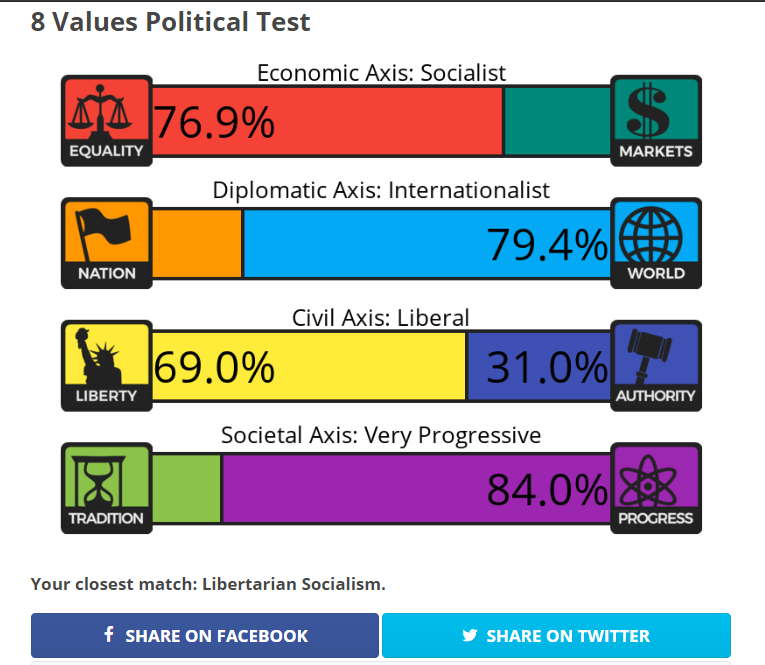 8 Values Political Test
Economic Axis: Socialist
EQUALITY 76.9% MARKETS
Diplomatic Axis: Internationalist
NATION 79.4% WORLD
Civil Axis: Liberal
LIBERTY 69.0% 31.0% AUTHORITY
Societal Axis: Very Progressive
TRADITION 84.0% PROGRESS
Your closest match: Libertarian Socialism.
f SHARE ON FACEBOOK
SHARE ON TWITTER